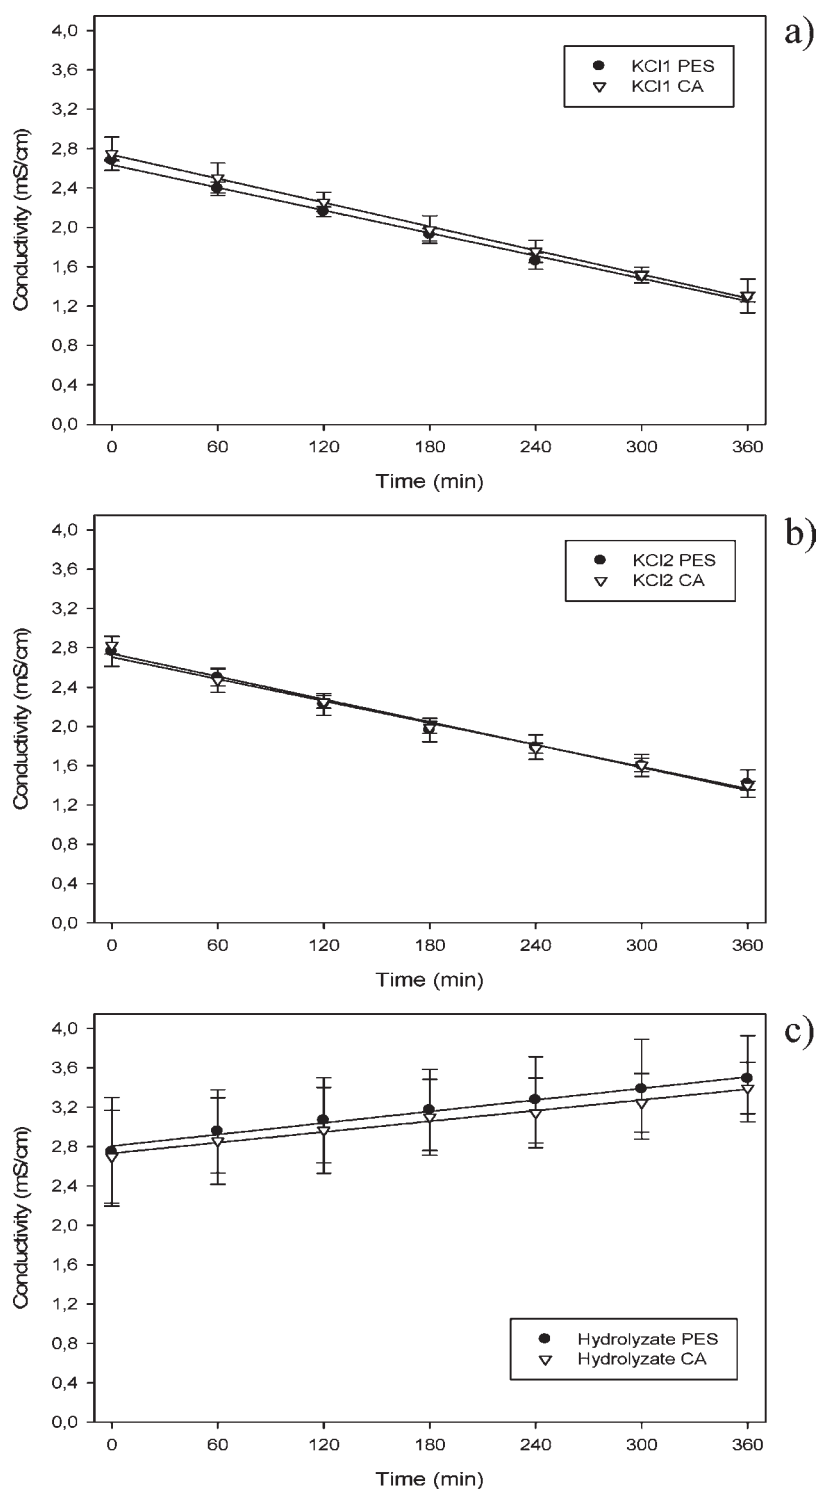 a)
KCl1 PES
KCl1 CA
Conductivity (mS/cm)
4,0
3,6
3,2
2,8
2,4
2,0
1,6
1,2
0,8
0,4
0,0
0 60 120 180 240 300 360
Time (min)
b)
KCl2 PES
KCl2 CA
Conductivity (mS/cm)
4,0
3,6
3,2
2,8
2,4
2,0
1,6
1,2
0,8
0,4
0,0
0 60 120 180 240 300 360
Time (min)
c)
Conductivity (mS/cm)
4,0
3,6
3,2
2,8
2,4
2,0
1,6
1,2
0,8
0,4
0,0
Hydrolyzate PES
Hydrolyzate CA
0 60 120 180 240 300 360
Time (min)